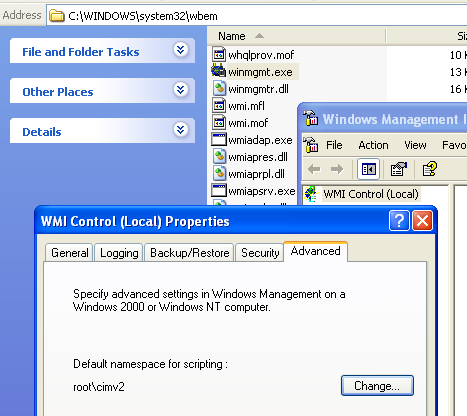 Address C:\WINDOWS\system32\wbem
File and Folder Tasks
Other Places
Details
Name
whqlprov.mof 10 K
winmgmt.exe 13 K
winmgmtr.dll 16 K
wmi.mfl
wmi.mof
wmiadap.exe
wmiapres.dll
wmiaprpl.dll
wmiapsrv.exe
Windows Management I
File Action View Favo
WMI Control (Local)
WMI Control (Local) Properties
General Logging Backup/Restore Security Advanced
Specify advanced settings in Windows Management on a
Windows 2000 or Windows NT computer.
Default namespace for scripting :
root\cimv2
Change...